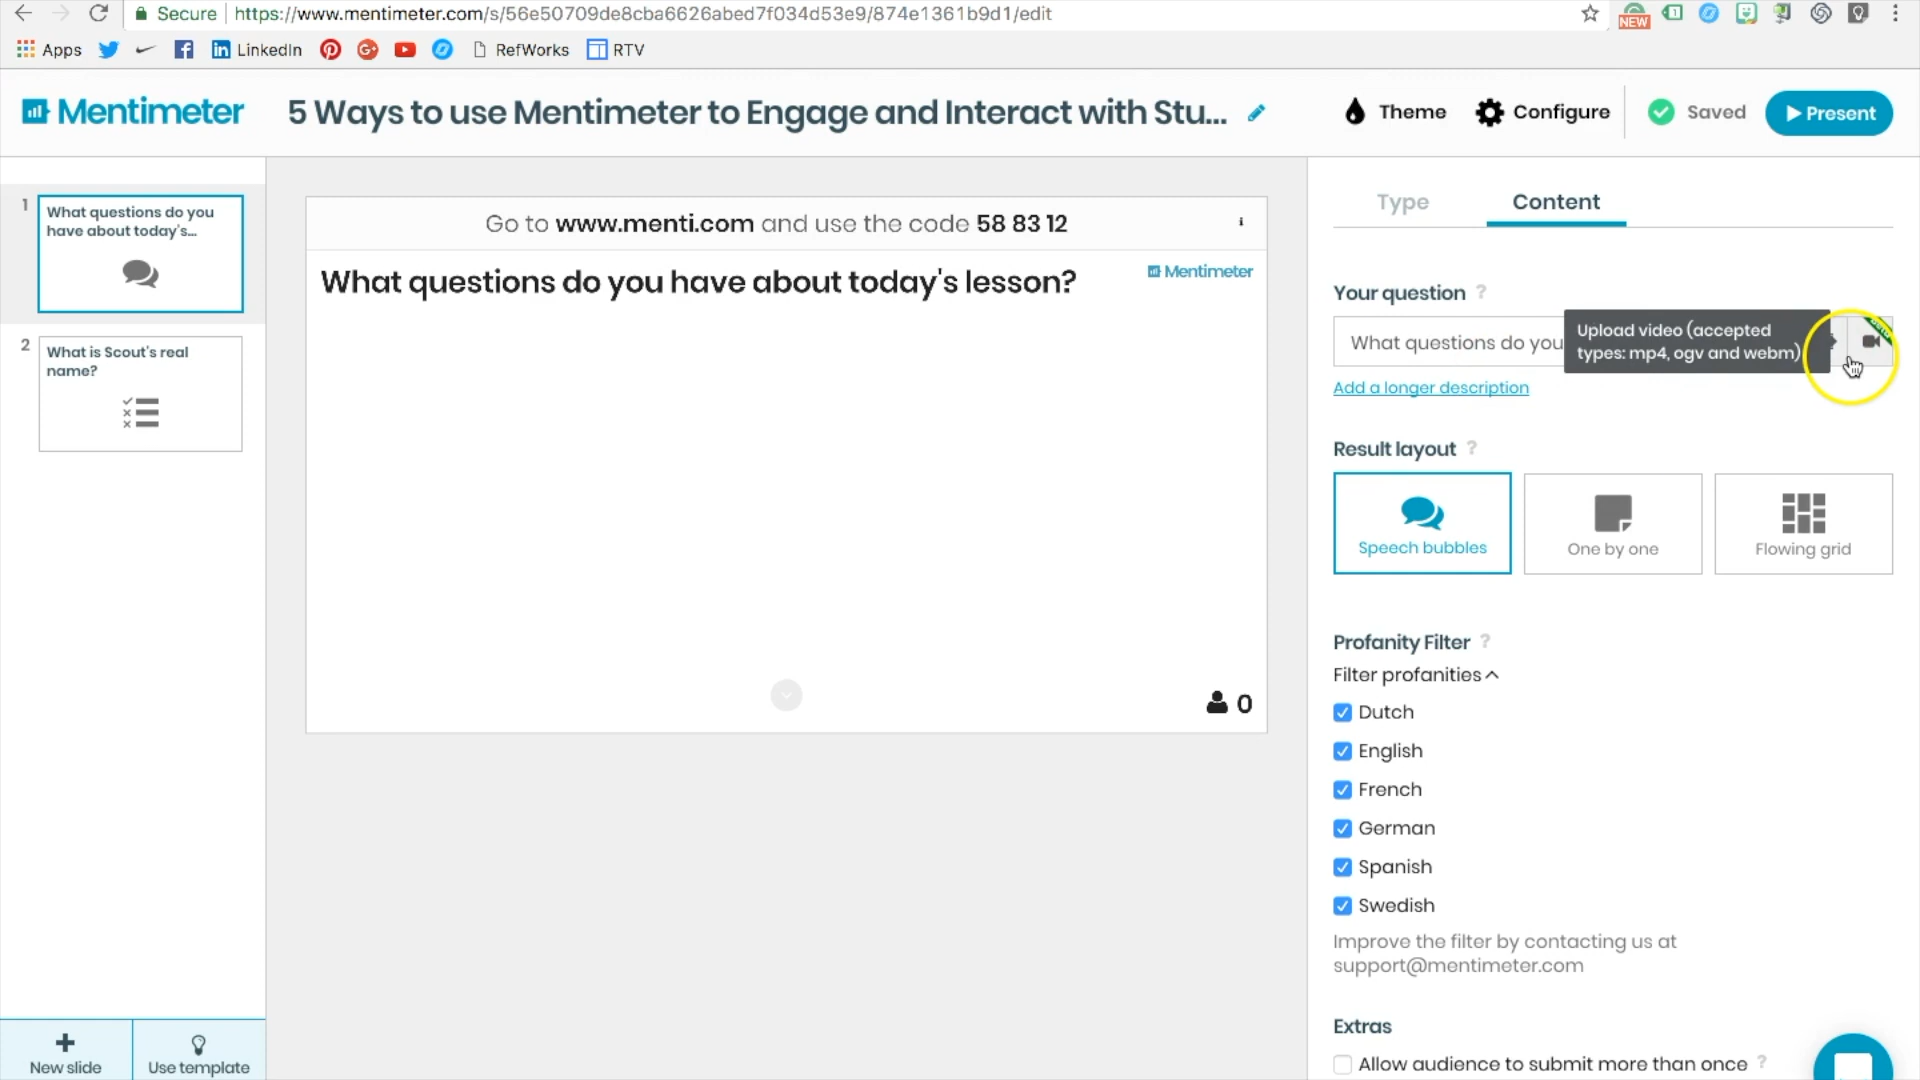 Secure https://www.mentimeter.com/s/56e50709de8cba6626abed7f034d53e9/874e1361b9d1/edit
NEW
1
Apps LinkedIn RefWorks RTV
Mentimeter 5 Ways to use Mentimeter to Engage and Interact with Stu... Theme Configure Saved Present
1
What questions do you
have about today's...
2
What is Scout's real
name?
New slide
Use template
Go to www.menti.com and use the code 58 83 12
i
What questions do you have about today's lesson?
Mentimeter
0
Type Content
Your question ?
What questions do you
Upload video (accepted
types: mp4, ogv and webm)
Add a longer description
Result layout ?
Speech bubbles One by one Flowing grid
Profanity Filter ?
Filter profanities
Dutch
English
French
German
Spanish
Swedish
Improve the filter by contacting us at
support@mentimeter.com
Extras
Allow audience to submit more than once ?